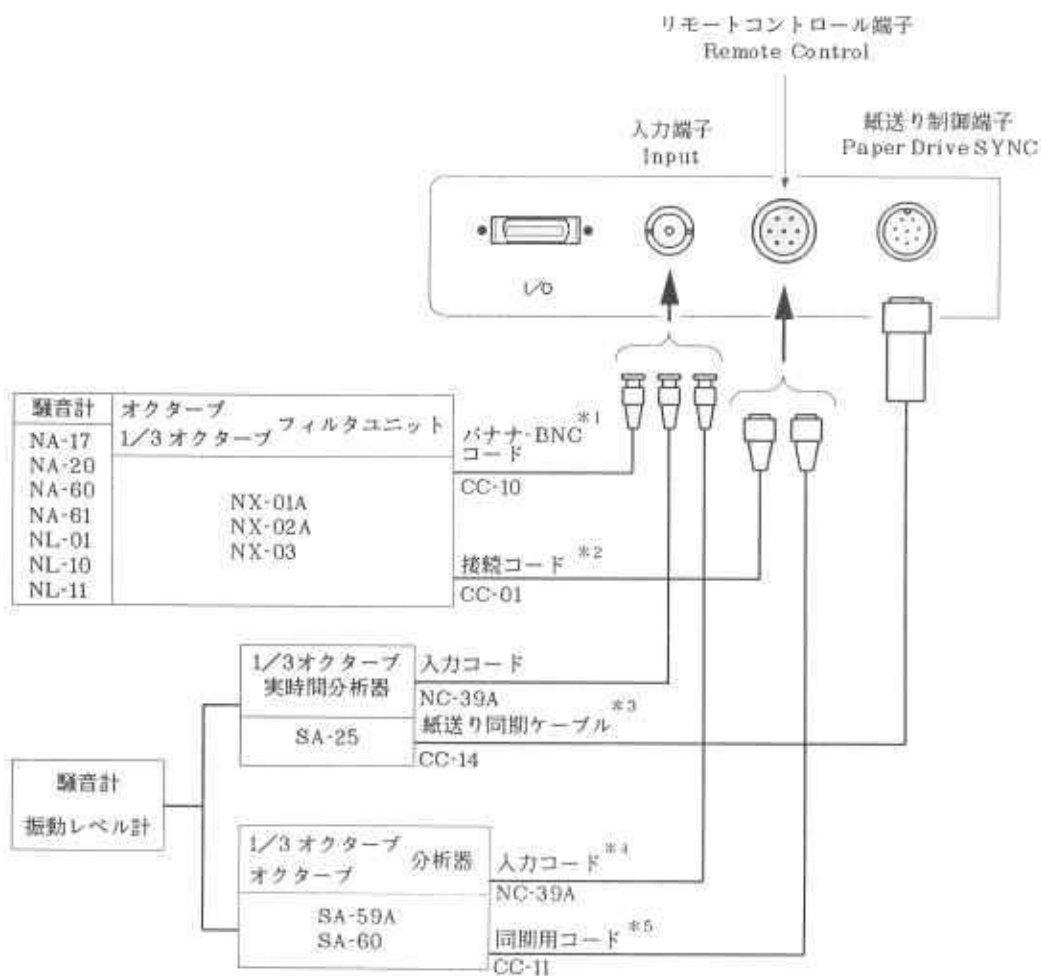 リモートコントロール端子
Remote Control
入力端子
Input
紙送り制御端子
Paper Drive SYNC
I/O
騒音計
NA-17
NA-20
NA-60
NA-61
NL-01
NL-10
NL-11
オクターブ
1/3 オクターブ
フィルタユニット
NX-01A
NX-02A
NX-03
バナナ-BNC *1
コード
CC-10
接続コード *2
CC-01
1/3オクターブ
実時間分析器
SA-25
入力コード
NC-39A
紙送り同期ケーブル *3
CC-14
騒音計
振動レベル計
1/3 オクターブ
オクターブ
分析器
SA-59A
SA-60
入力コード *4
NC-39A
同期用コード *5
CC-11